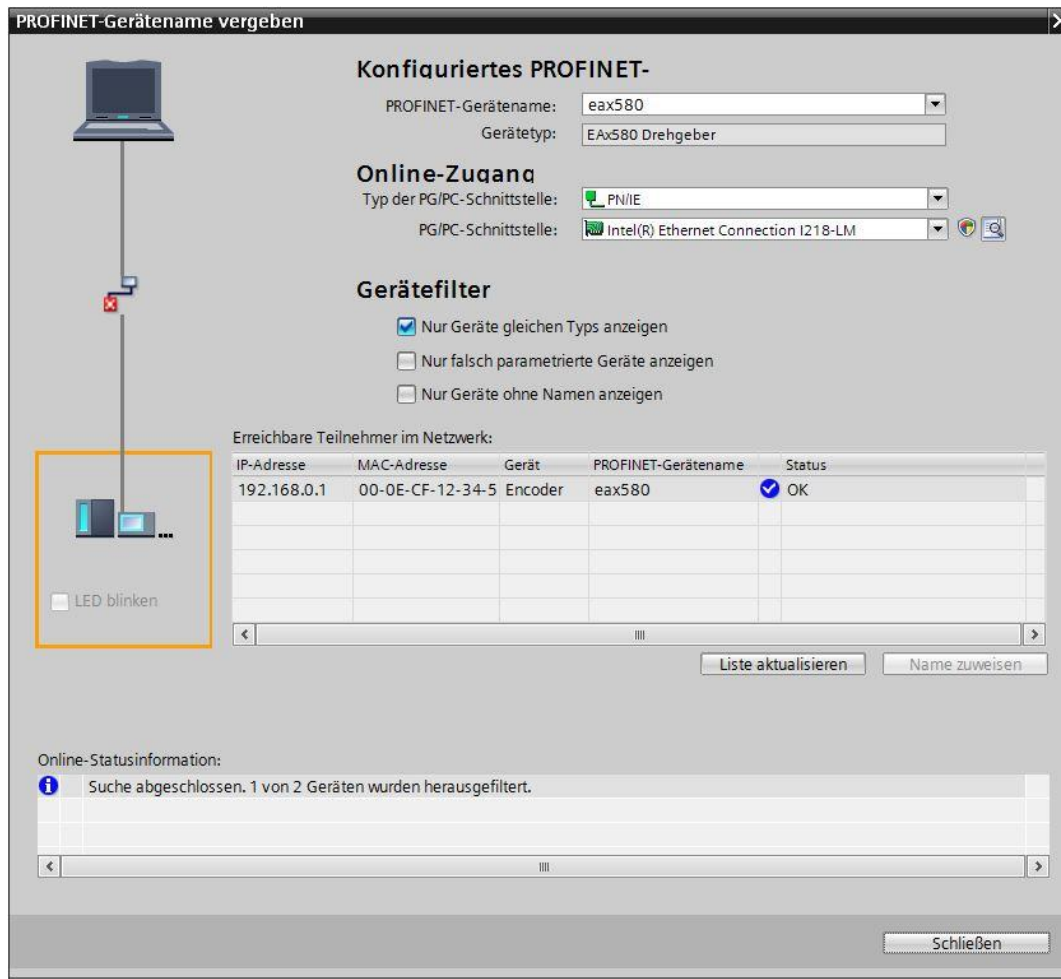 PROFINET-Gerätename vergeben
Konfiguriertes PROFINET-
PROFINET-Gerätename: eax580
Gerätetyp: EAx580 Drehgeber
Online-Zugang
Typ der PG/PC-Schnittstelle: PN/IE
PG/PC-Schnittstelle: Intel(R) Ethernet Connection I218-LM
Gerätefilter
Nur Geräte gleichen Typs anzeigen
Nur falsch parametrierte Geräte anzeigen
Nur Geräte ohne Namen anzeigen
Erreichbare Teilnehmer im Netzwerk:
IP-Adresse MAC-Adresse Gerät PROFINET-Gerätename Status
192.168.0.1 00-0E-CF-12-34-5 Encoder eax580 OK
LED blinken
Liste aktualisieren Name zuweisen
Online-Statusinformation:
Suche abgeschlossen. 1 von 2 Geräten wurden herausgefiltert.
Schließen